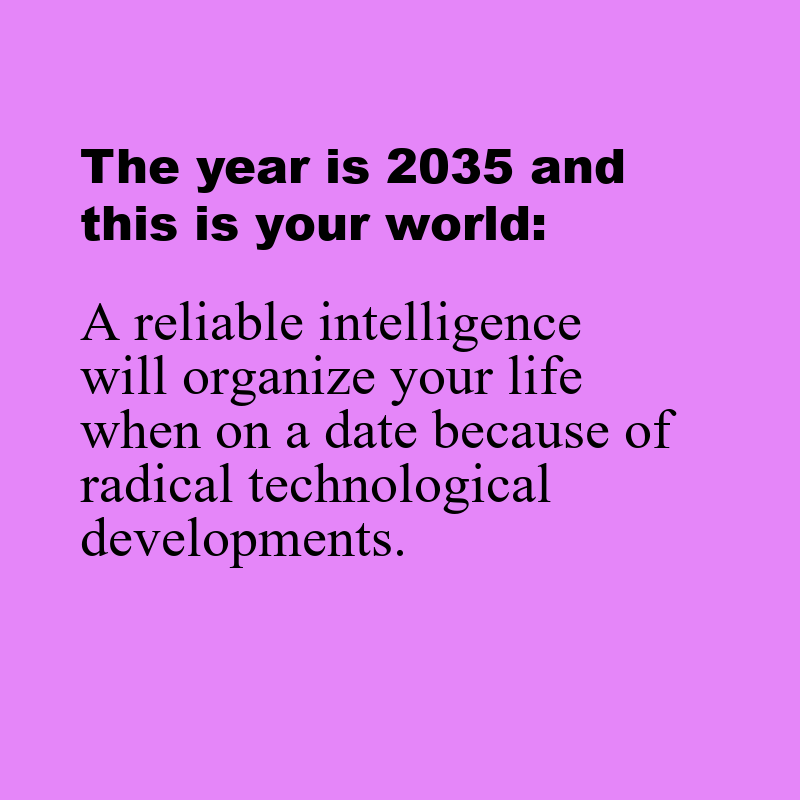 The year is 2035 and
this is your world:
A reliable intelligence
will organize your life
when on a date because of
radical technological
developments.